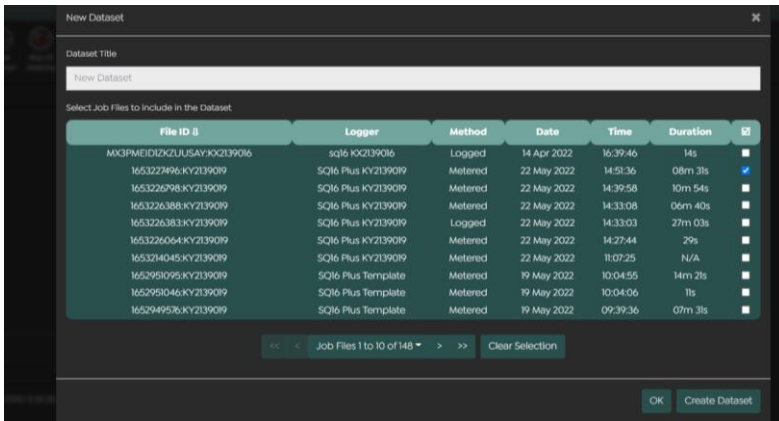 New Dataset
Dataset Title
New Dataset
Select Job Files to include in the Dataset
File ID Logger Method Date Time Duration
MX3PMEIDIZKZUUSAY:KX2139016 sq16 KX2139016 Logged 14 Apr 2022 16:39:46 14s
1653227496:KY2139019 SQ16 Plus KY2139019 Metered 22 May 2022 14:51:36 08m 31s
1653226798:KY2139019 SQ16 Plus KY2139019 Metered 22 May 2022 14:39:58 10m 54s
1653226388:KY2139019 SQ16 Plus KY2139019 Metered 22 May 2022 14:33:08 06m 40s
1653226383:KY2139019 SQ16 Plus KY2139019 Logged 22 May 2022 14:33:03 27m 03s
1653226064:KY2139019 SQ16 Plus KY2139019 Metered 22 May 2022 14:27:44 29s
1653214045:KY2139019 SQ16 Plus KY2139019 Metered 22 May 2022 11:07:25 N/A
1652951095:KY2139019 SQ16 Plus Template Metered 19 May 2022 10:04:55 14m 21s
1652951046:KY2139019 SQ16 Plus Template Metered 19 May 2022 10:04:06 11s
1652949576:KY2139019 SQ16 Plus Template Metered 19 May 2022 09:39:36 07m 31s
<< < Job Files 1 to 10 of 148 > >> Clear Selection
OK Create Dataset